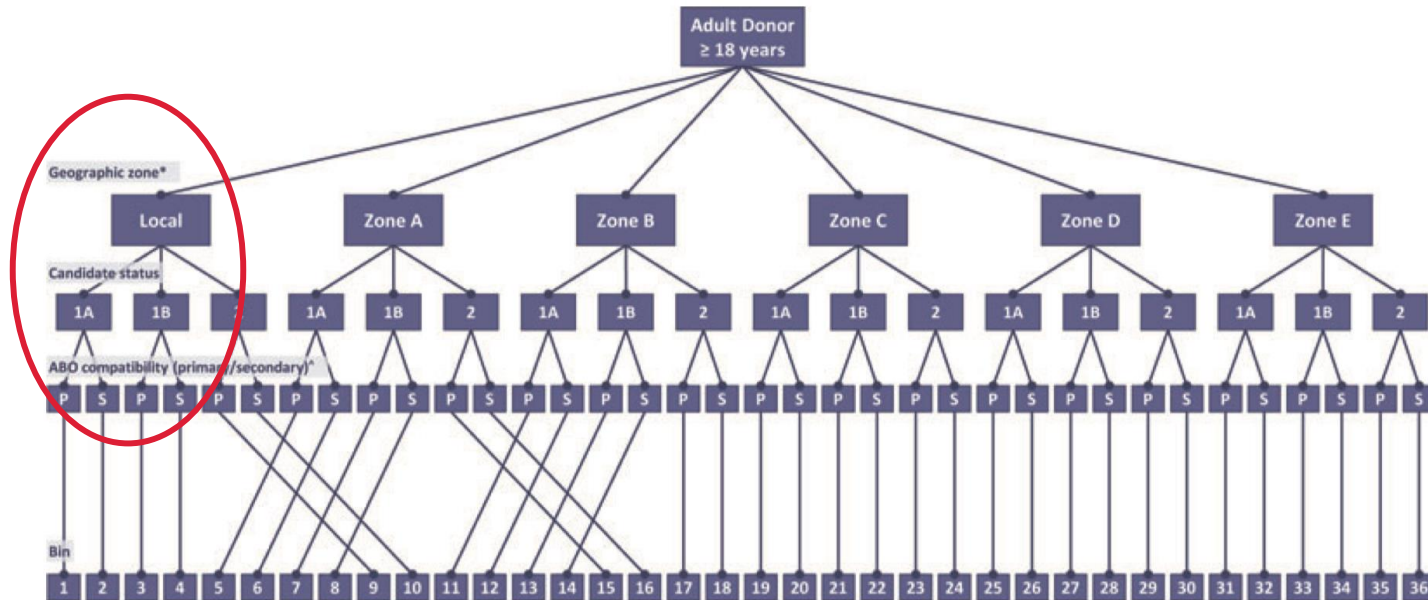 Adult Donor
≥ 18 years
Geographic zone*
Local Zone A Zone B Zone C Zone D Zone E
Candidate status
1A 1B 2 1A 1B 2 1A 1B 2 1A 1B 2 1A 1B 2 1A 1B 2
ABO compatibility (primary/secondary)^
P S P S P S P S P S P S P S P S P S P S P S P S P S P S P S P S P S P S
Bin
1 2 3 4 5 6 7 8 9 10 11 12 13 14 15 16 17 18 19 20 21 22 23 24 25 26 27 28 29 30 31 32 33 34 35 36